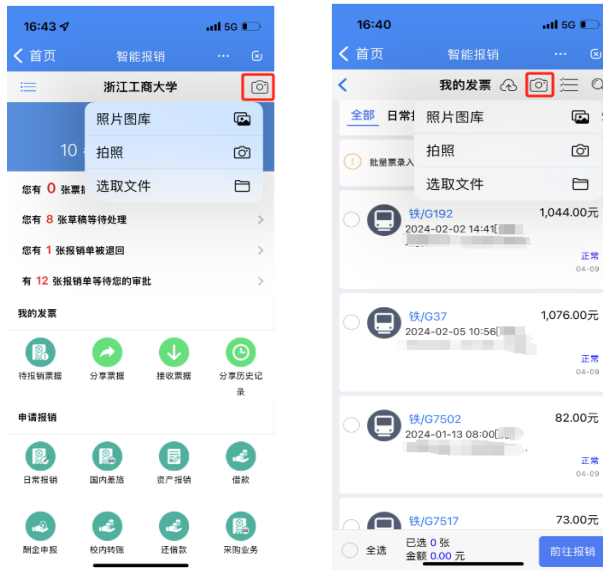 16:43
5G
首页
智能报销
浙江工商大学
照片图库
拍照
选取文件
10
您有 0 张票
您有 8 张草稿等待处理
您有 1 张报销单被退回
有 12 张报销单等待您的审批
我的发票
待报销票据
分享票据
接收票据
分享历史记录
申请报销
日常报销
国内差旅
资产报销
借款
酬金申报
校内转账
还借款
采购业务
16:40
5G
首页
智能报销
我的发票
全部
日常
照片图库
拍照
选取文件
批量票录入
铁/G192
1,044.00元
2024-02-02 14:41[
正常
04-09
铁/G37
1,076.00元
2024-02-05 10:56[
正常
04-09
铁/G7502
82.00元
2024-01-13 08:00[
正常
04-09
铁/G7517
73.00元
全选
已选 0 张
金额 0.00 元
前往报销